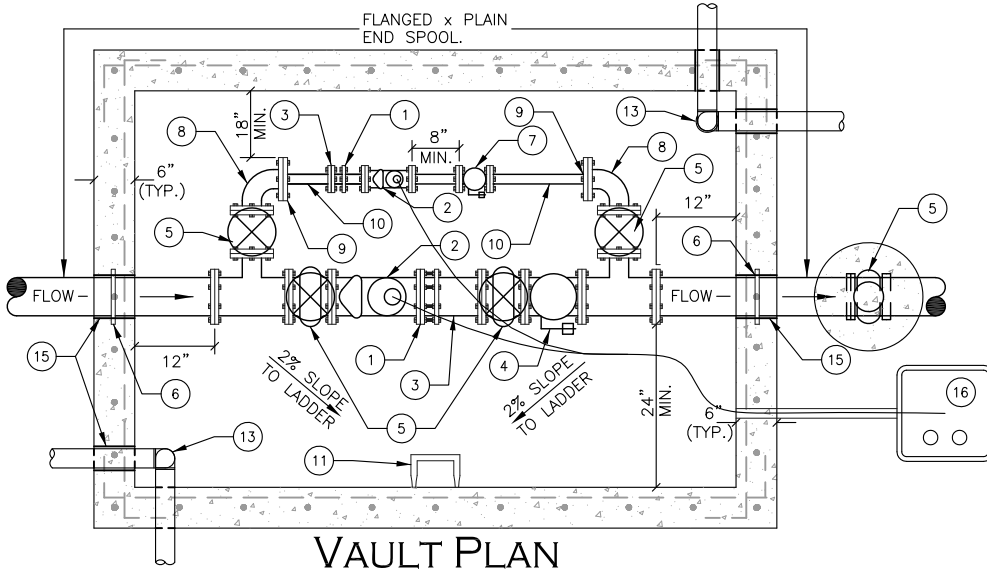 FLANGED x PLAIN
END SPOOL.
13
18"
MIN.
3
1
8"
MIN.
7
9
8
8
5
6"
(TYP.)
12"
5
10
9
2
10
6
5
2
FLOW
FLOW
15
6
12"
1
3
4
15
2% SLOPE
TO LADDER
2% SLOPE
TO LADDER
24"
MIN.
6"
(TYP.)
16
5
13
11
VAULT PLAN